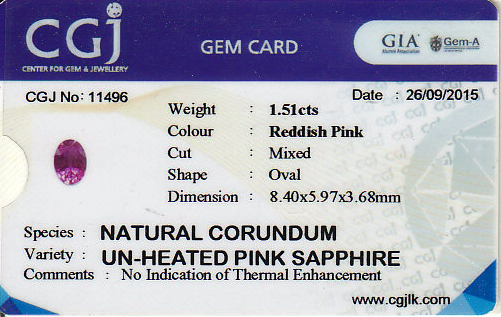 CGJ
CENTER FOR GEM & JEWELLERY
GEM CARD
GIA
Alumni Association
Gem-A
CGJ No: 11496
Date : 26/09/2015
Weight : 1.51cts
Colour : Reddish Pink
Cut : Mixed
Shape : Oval
Dimension : 8.40x5.97x3.68mm
Species : NATURAL CORUNDUM
Variety : UN-HEATED PINK SAPPHIRE
Comments : No Indication of Thermal Enhancement
www.cgjlk.com